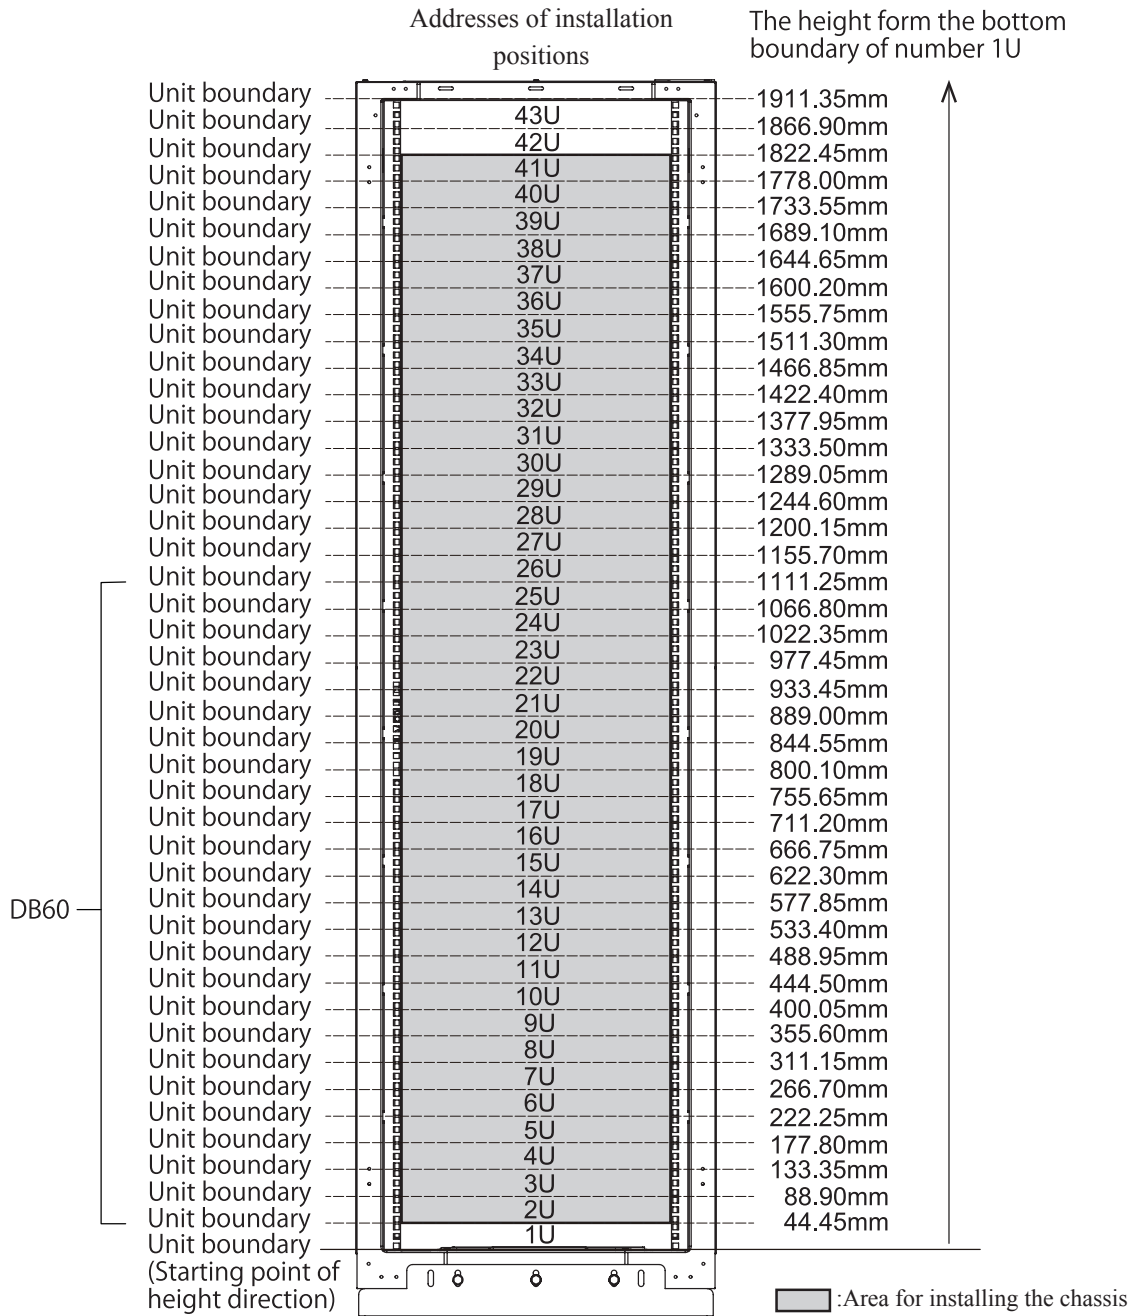 Addresses of installation
positions
The height form the bottom
boundary of number 1U
Unit boundary 1911.35mm
43U
Unit boundary 1866.90mm
42U
Unit boundary 1822.45mm
41U
Unit boundary 1778.00mm
40U
Unit boundary 1733.55mm
39U
Unit boundary 1689.10mm
38U
Unit boundary 1644.65mm
37U
Unit boundary 1600.20mm
36U
Unit boundary 1555.75mm
35U
Unit boundary 1511.30mm
34U
Unit boundary 1466.85mm
33U
Unit boundary 1422.40mm
32U
Unit boundary 1377.95mm
31U
Unit boundary 1333.50mm
30U
Unit boundary 1289.05mm
29U
Unit boundary 1244.60mm
28U
Unit boundary 1200.15mm
27U
Unit boundary 1155.70mm
26U
Unit boundary 1111.25mm
25U
Unit boundary 1066.80mm
24U
Unit boundary 1022.35mm
23U
Unit boundary 977.45mm
22U
Unit boundary 933.45mm
21U
Unit boundary 889.00mm
20U
Unit boundary 844.55mm
19U
Unit boundary 800.10mm
18U
Unit boundary 755.65mm
17U
Unit boundary 711.20mm
16U
Unit boundary 666.75mm
15U
Unit boundary 622.30mm
14U
Unit boundary 577.85mm
DB60
13U
Unit boundary 533.40mm
12U
Unit boundary 488.95mm
11U
Unit boundary 444.50mm
10U
Unit boundary 400.05mm
9U
Unit boundary 355.60mm
8U
Unit boundary 311.15mm
7U
Unit boundary 266.70mm
6U
Unit boundary 222.25mm
5U
Unit boundary 177.80mm
4U
Unit boundary 133.35mm
3U
Unit boundary 88.90mm
2U
Unit boundary 44.45mm
1U
Unit boundary
(Starting point of
height direction)
:Area for installing the chassis